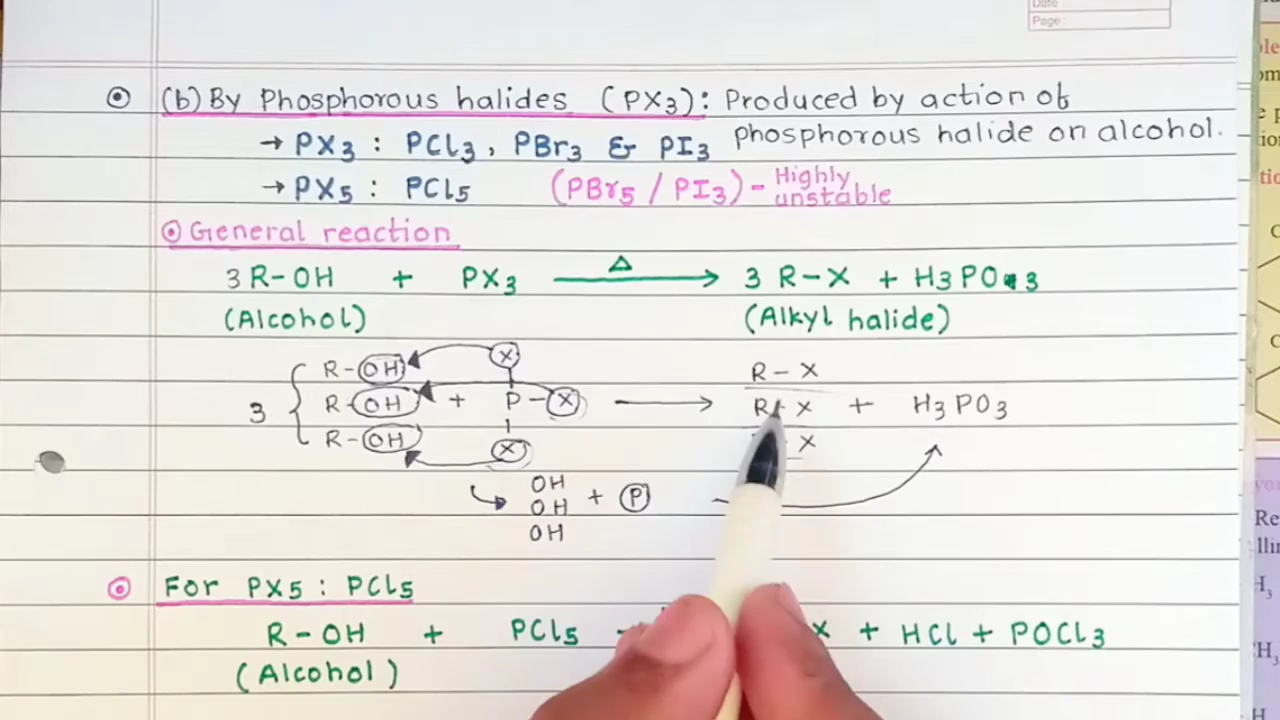 Date
Page
(b) By Phosphorous halides (PX3): Produced by action of
phosphorous halide on alcohol.
→ PX3 : PCl3, PBr3 & PI3
→ PX5 : PCl5 (PBr5 / PI3) - Highly unstable
General reaction
3 R-OH + PX3 Δ→ 3 R-X + H3PO3
(Alcohol) (Alkyl halide)
R-OH X R-X
3 { R-OH + P-X → R-X + H3PO3
R-OH X X
OH
OH + P
OH
For PX5 : PCl5
R-OH + PCl5 x + HCl + POCl3
(Alcohol)